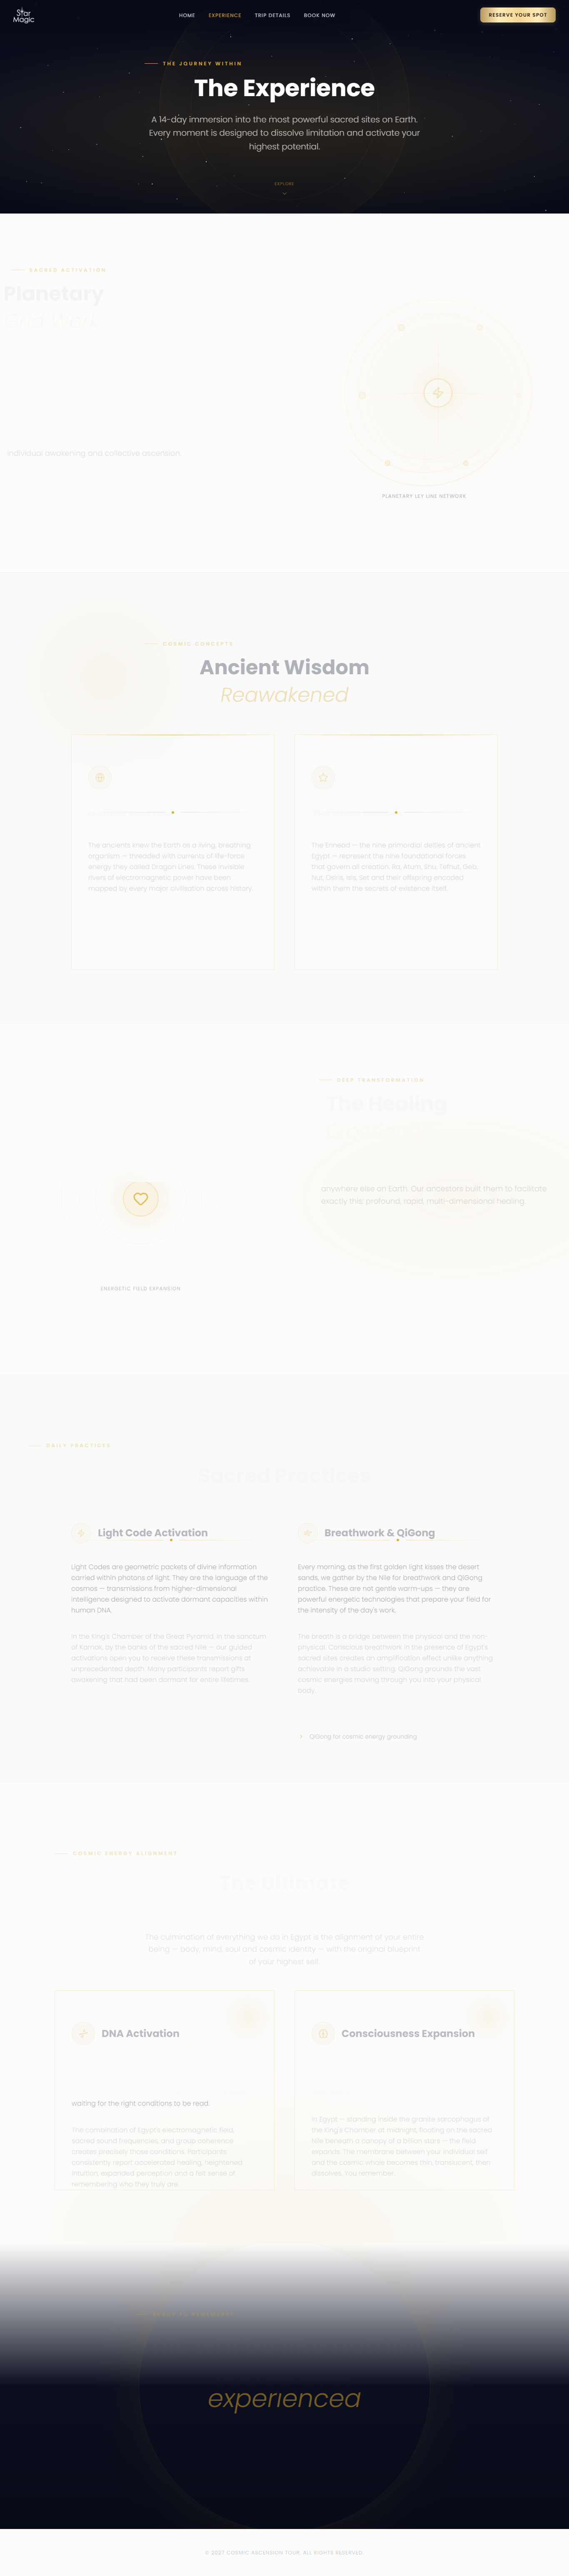 Star
Magic
HOME
EXPERIENCE
TRIP DETAILS
BOOK NOW
RESERVE YOUR SPOT
THE JOURNEY WITHIN
The Experience
A 14-day immersion into the most powerful sacred sites on Earth.
Every moment is designed to dissolve limitation and activate your
highest potential.
EXPLORE
SACRED ACTIVATION
Planetary
Grid Work
individual awakening and collective ascension.
PLANETARY LEY LINE NETWORK
COSMIC CONCEPTS
Ancient Wisdom
Reawakened
The ancients knew the Earth as a living, breathing
organism — threaded with currents of life-force
energy they called Dragon Lines. These invisible
rivers of electromagnetic power have been
mapped by every major civilisation across history.
The Ennead — the nine primordial deities of ancient
Egypt — represent the nine foundational forces
that govern all creation. Ra, Atum, Shu, Tefnut, Geb,
Nut, Osiris, Isis, Set and their offspring encoded
within them the secrets of existence itself.
DEEP TRANSFORMATION
The Healing
anywhere else on Earth. Our ancestors built them to facilitate
exactly this: profound, rapid, multi-dimensional healing.
ENERGETIC FIELD EXPANSION
DAILY PRACTICES
Sacred Practices
Light Code Activation
Light Codes are geometric packets of divine information
carried within photons of light. They are the language of the
cosmos — transmissions from higher-dimensional
intelligence designed to activate dormant capacities within
human DNA.
In the King's Chamber of the Great Pyramid, in the sanctum
of Karnak, by the banks of the sacred Nile — our guided
activations open you to receive these transmissions at
unprecedented depth. Many participants report gifts
awakening that had been dormant for entire lifetimes.
Breathwork & QiGong
Every morning, as the first golden light kisses the desert
sands, we gather by the Nile for breathwork and QiGong
practice. These are not gentle warm-ups — they are
powerful energetic technologies that prepare your field for
the intensity of the day's work.
The breath is a bridge between the physical and the non-
physical. Conscious breathwork in the presence of Egypt's
sacred sites creates an amplification effect unlike anything
achievable in a studio setting. QiGong grounds the vast
cosmic energies moving through you into your physical
body.
QiGong for cosmic energy grounding
COSMIC ENERGY ALIGNMENT
The Ultimate
The culmination of everything we do in Egypt is the alignment of your entire
being — body, mind, soul and cosmic identity — with the original blueprint
of your highest self.
DNA Activation
waiting for the right conditions to be read.
The combination of Egypt's electromagnetic field,
sacred sound frequencies, and group coherence
creates precisely those conditions. Participants
consistently report accelerated healing, heightened
intuition, expanded perception and a felt sense of
remembering who they truly are.
Consciousness Expansion
In Egypt — standing inside the granite sarcophagus of
the King's Chamber at midnight, floating on the sacred
Nile beneath a canopy of a billion stars — the field
expands. The membrane between your individual self
and the cosmic whole becomes thin, translucent, then
dissolves. You remember.
experienced
© 2027 COSMIC ASCENSION TOUR. ALL RIGHTS RESERVED.